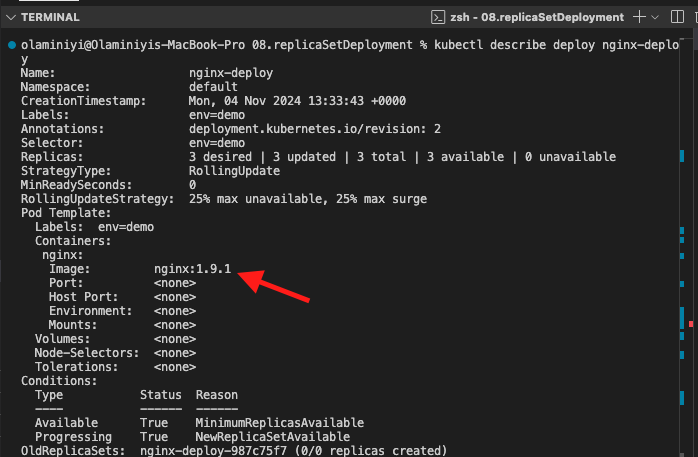 TERMINAL
zsh - 08.replicaSetDeployment
olaminiyi@Olaminiyis-MacBook-Pro 08.replicaSetDeployment % kubectl describe deploy nginx-deplo
y
Name:                   nginx-deploy
Namespace:              default
CreationTimestamp:      Mon, 04 Nov 2024 13:33:43 +0000
Labels:                 env=demo
Annotations:            deployment.kubernetes.io/revision: 2
Selector:               env=demo
Replicas:               3 desired | 3 updated | 3 total | 3 available | 0 unavailable
StrategyType:           RollingUpdate
MinReadySeconds:        0
RollingUpdateStrategy:  25% max unavailable, 25% max surge
Pod Template:
  Labels:  env=demo
  Containers:
   nginx:
    Image:         nginx:1.9.1
    Port:          <none>
    Host Port:     <none>
    Environment:   <none>
    Mounts:        <none>
  Volumes:         <none>
  Node-Selectors:  <none>
  Tolerations:     <none>
Conditions:
  Type           Status  Reason
  ----           ------  ------
  Available      True    MinimumReplicasAvailable
  Progressing    True    NewReplicaSetAvailable
OldReplicaSets:  nginx-deploy-987c75f7 (0/0 replicas created)